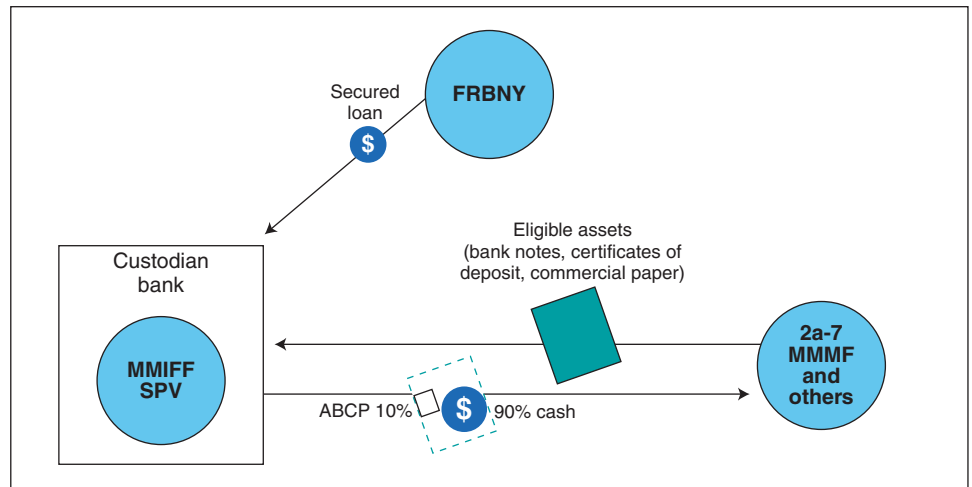 Secured
loan
$
FRBNY
Custodian
bank
MMIFF
SPV
Eligible assets
(bank notes, certificates of
deposit, commercial paper)
ABCP 10%
$
90% cash
2a-7
MMMF
and
others